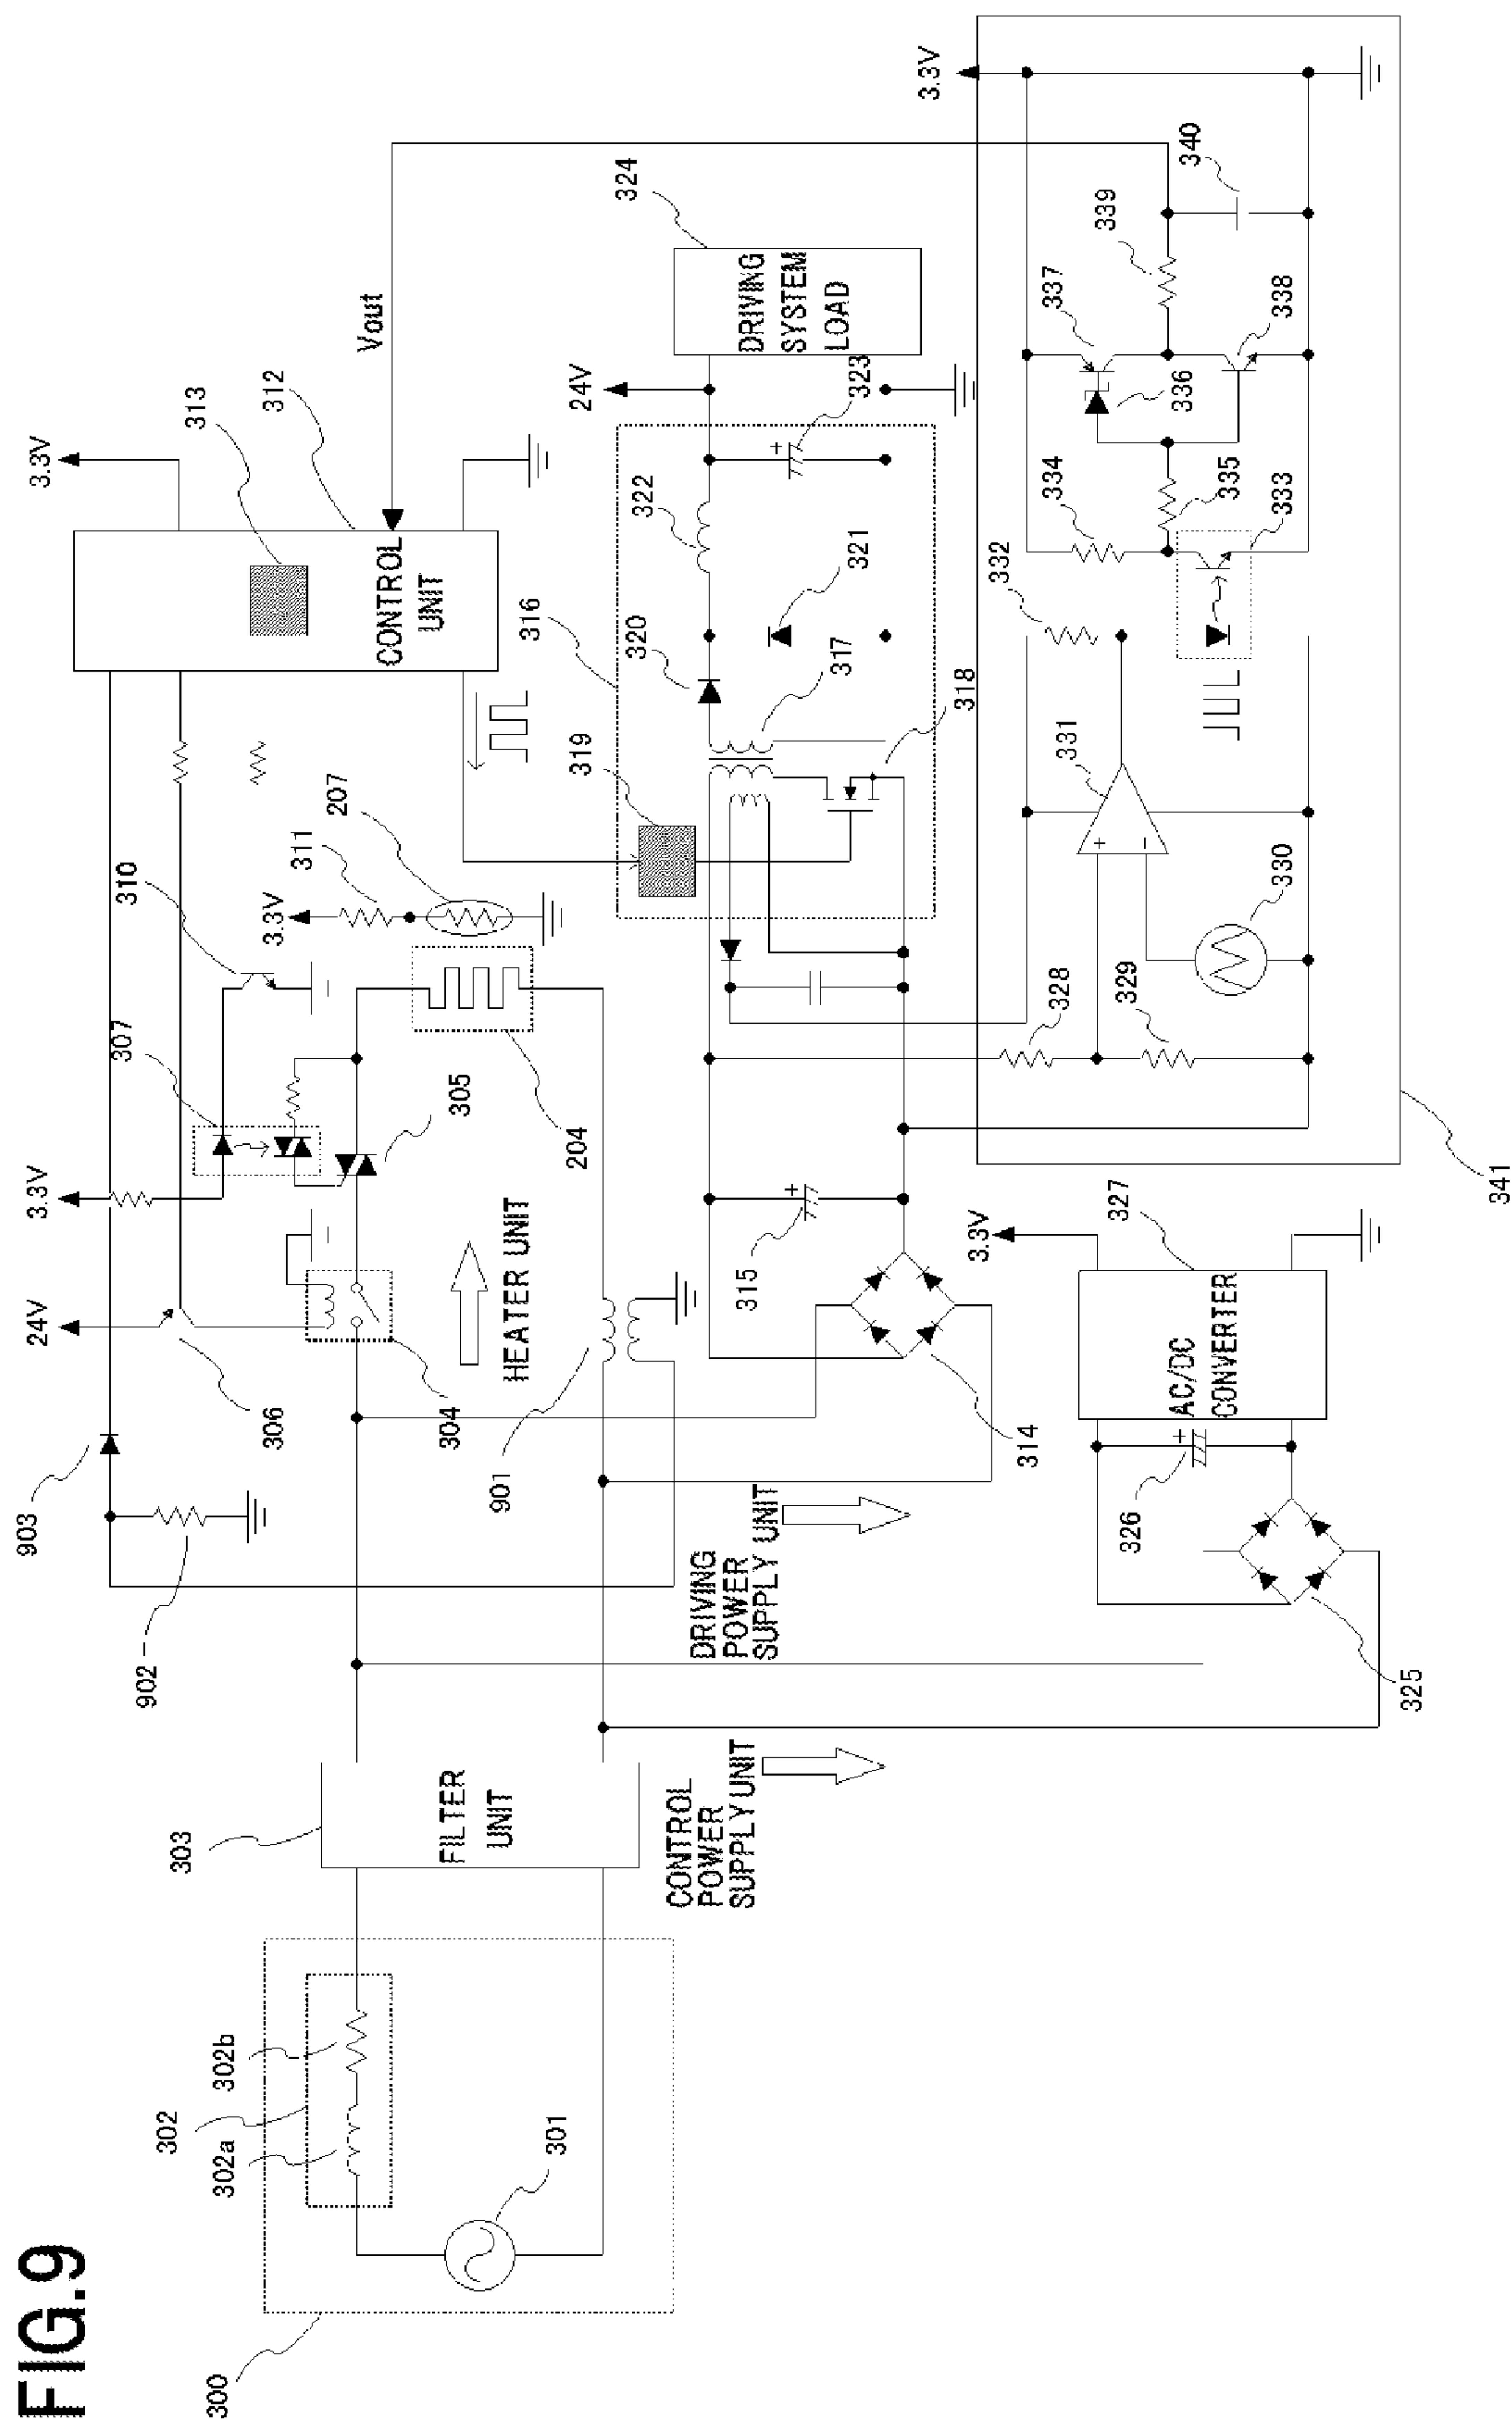 FIG.9
300
301
302
302a
302b
303
FILTER
UNIT
CONTROL
POWER
SUPPLYUNIT
DRIVING
POWER
SUPPLY UNIT
902
903
901
306
304
24V
3.3V
HEATER UNIT
305
204
307
310
3.3V
311
207
3.3V
313
312
CONTROL
UNIT
Vout
314
315
316
319
320
317
318
321
322
323
24V
324
DRIVING
SYSTEM
LOAD
325
326
AC/DC
CONVERTER
327
3.3V
341
328
329
330
331
+
−
332
333
334
335
336
337
338
339
340
3.3V
+
+
+